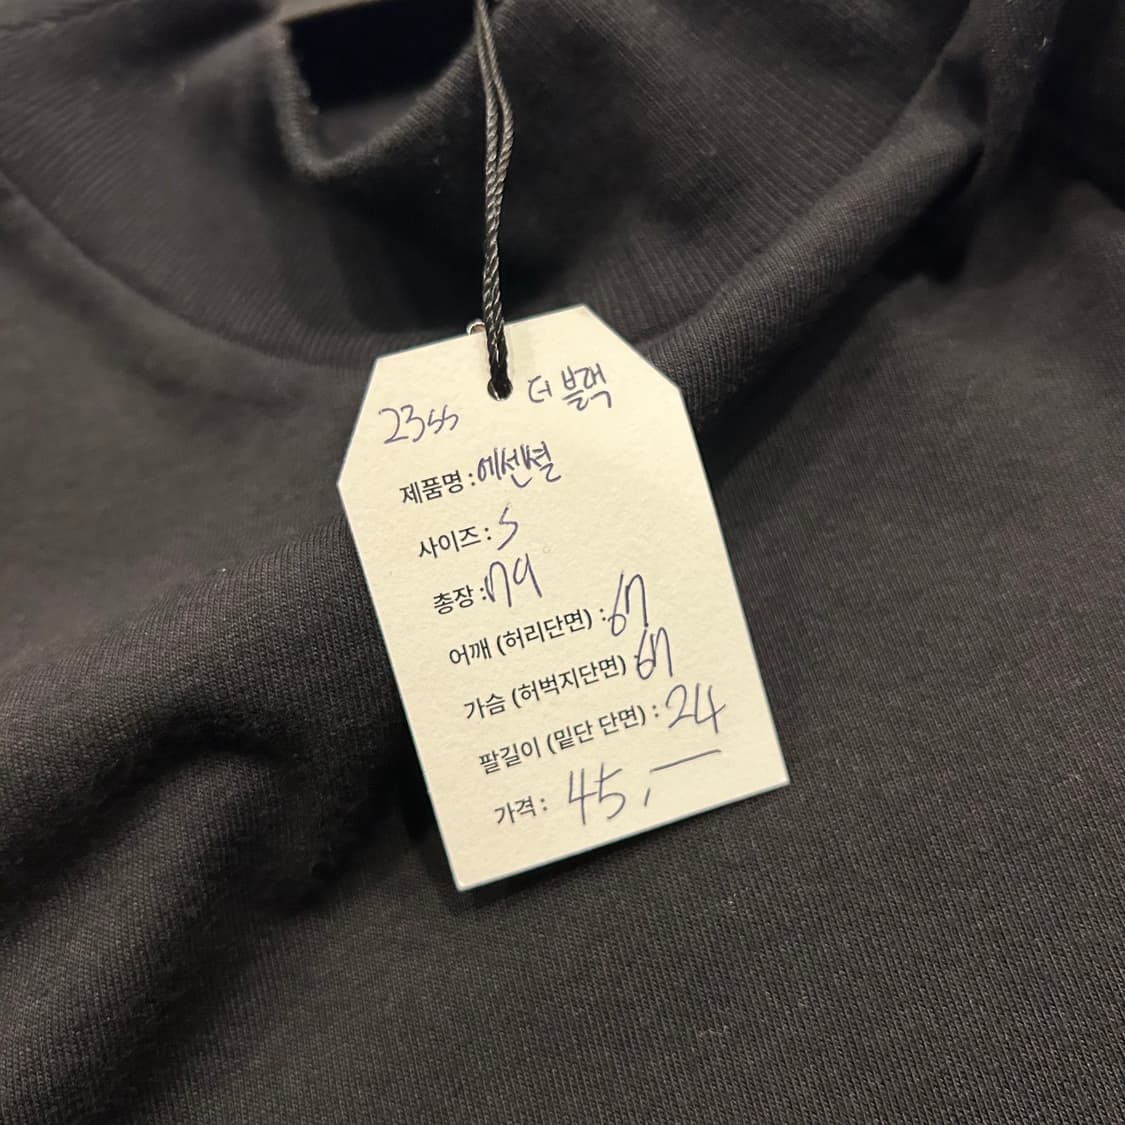 23ss 더블랙
제품명 : 에센셜
사이즈 : S
총장 : 79
어깨 (허리단면) : 67
가슴 (허벅지단면) : 67
팔길이 (밑단 단면) : 24
가격 : 45,—